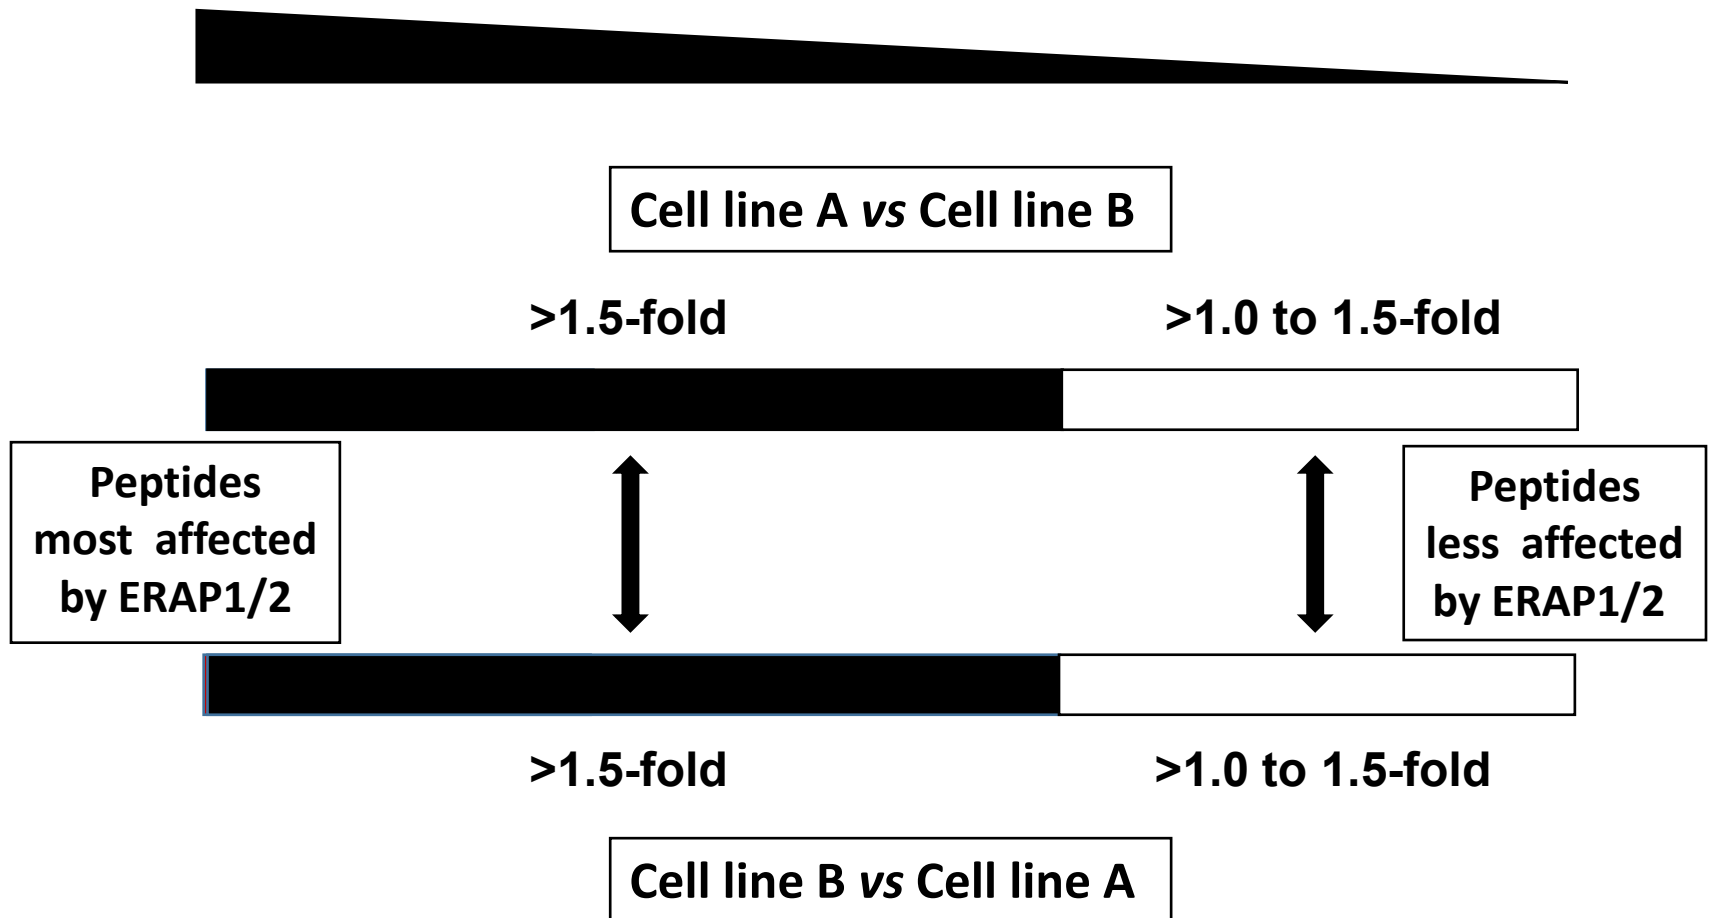 Cell line A vs Cell line B
>1.5-fold
>1.0 to 1.5-fold
Peptides
most affected
by ERAP1/2
Peptides
less affected
by ERAP1/2
>1.5-fold
>1.0 to 1.5-fold
Cell line B vs Cell line A